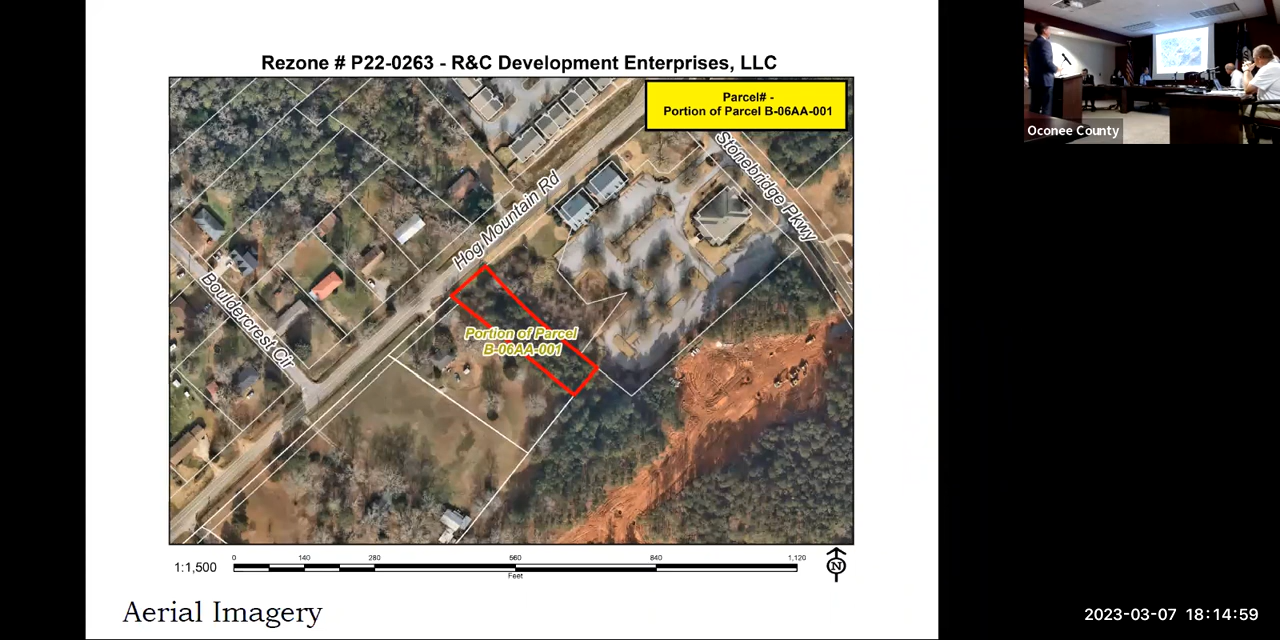 Rezone # P22-0263 - R&C Development Enterprises, LLC
Parcel# -
Portion of Parcel B-06AA-001
Oconee County
Stonebridge Pkwy
Hog Mountain Rd
Bouldercrest Cir
Portion of Parcel
B-06AA-001
1:1,500
0 140 280 560 840 1,120
Feet
N
Aerial Imagery
2023-03-07 18:14:59